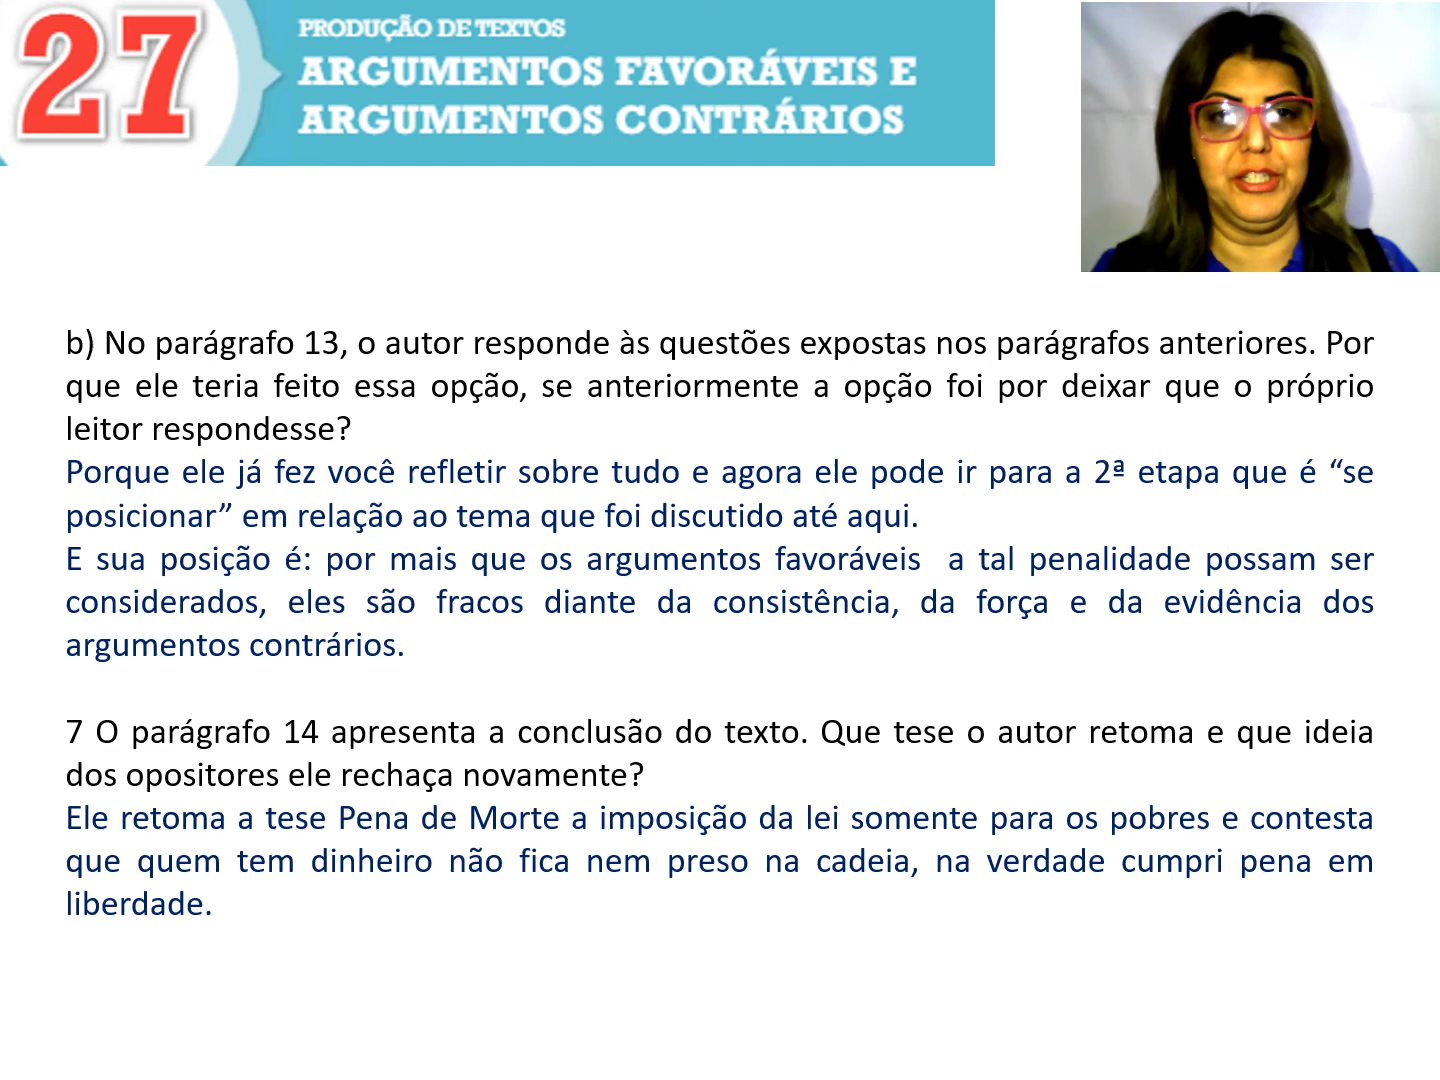 27
PRODUÇÃO DE TEXTOS
ARGUMENTOS FAVORÁVEIS E
ARGUMENTOS CONTRÁRIOS
b) No parágrafo 13, o autor responde às questões expostas nos parágrafos anteriores. Por
que ele teria feito essa opção, se anteriormente a opção foi por deixar que o próprio
leitor respondesse?
Porque ele já fez você refletir sobre tudo e agora ele pode ir para a 2ª etapa que é “se
posicionar” em relação ao tema que foi discutido até aqui.
E sua posição é: por mais que os argumentos favoráveis  a tal penalidade possam ser
considerados, eles são fracos diante da consistência, da força e da evidência dos
argumentos contrários.
7 O parágrafo 14 apresenta a conclusão do texto. Que tese o autor retoma e que ideia
dos opositores ele rechaça novamente?
Ele retoma a tese Pena de Morte a imposição da lei somente para os pobres e contesta
que quem tem dinheiro não fica nem preso na cadeia, na verdade cumpri pena em
liberdade.